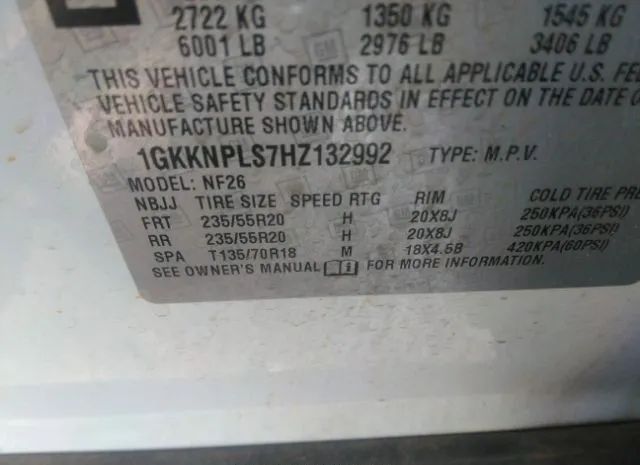 2722 KG 1350 KG 1545 KG
6001 LB 2976 LB 3406 LB
THIS VEHICLE CONFORMS TO ALL APPLICABLE U.S.
VEHICLE SAFETY STANDARDS IN EFFECT ON THE DATE
MANUFACTURE SHOWN ABOVE.
1GKKNPLS7HZ132992 TYPE: M.P.V.
MODEL: NF26
NBJJ TIRE SIZE SPEED RTG RIM COLD TIRE
FRT 235/55R20 H 20X8J 250KPA(36PSI)
RR 235/55R20 H 20X8J 250KPA(36PSI)
SPA T135/70R18 M 18X4.5B 420KPA(60PSI)
SEE OWNER'S MANUAL FOR MORE INFORMATION